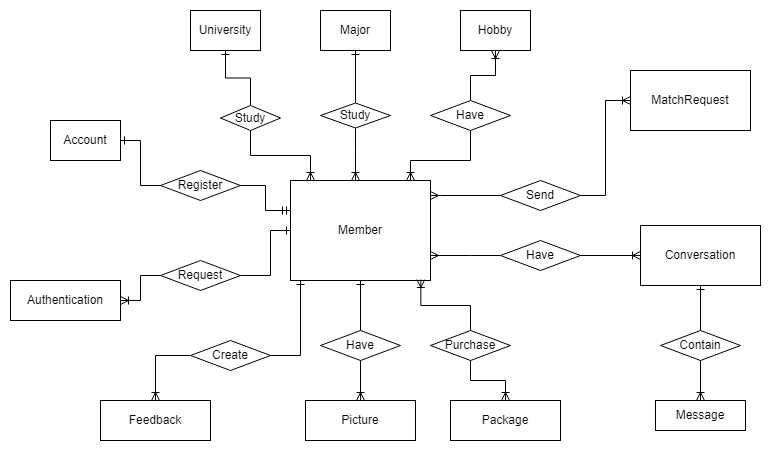 University
Major
Hobby
MatchRequest
Study
Study
Have
Account
Register
Send
Member
Have
Conversation
Request
Authentication
Create
Have
Purchase
Contain
Feedback
Picture
Package
Message